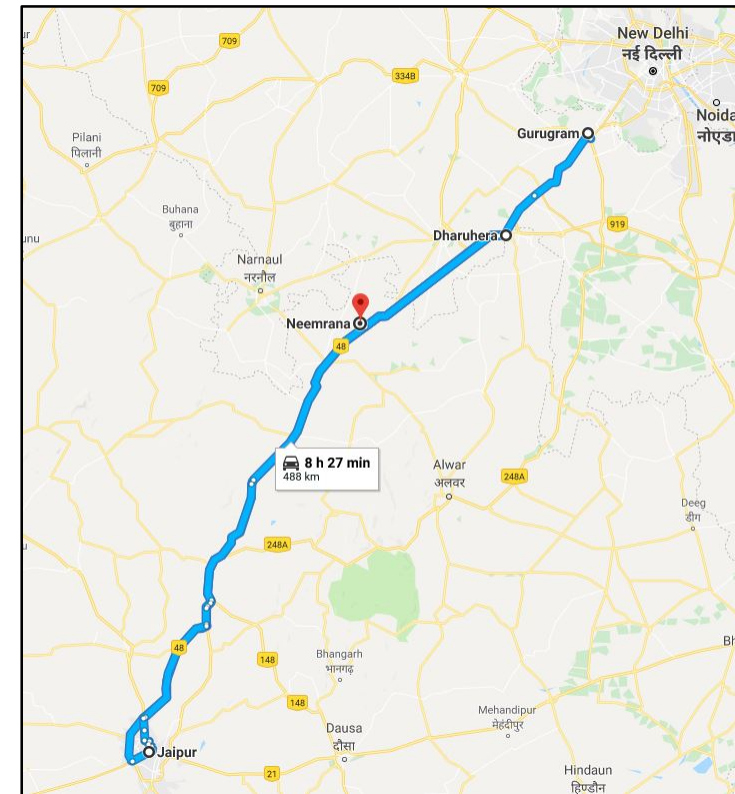 New Delhi
नई दिल्ली
709
334B
709
Noida
नोएडा
Gurugram
Pilani
पिलानी
Buhana
बुहाना
919
Dharuhera
Narnaul
नारनौल
Neemrana
48
8 h 27 min
488 km
Alwar
अलवर
248A
Deeg
डीग
248A
48
148
Bhangarh
भानगढ़
148
Mehandipur
मेहंदीपुर
Dausa
दौसा
Jaipur
21
Hindaun
हिण्डौन